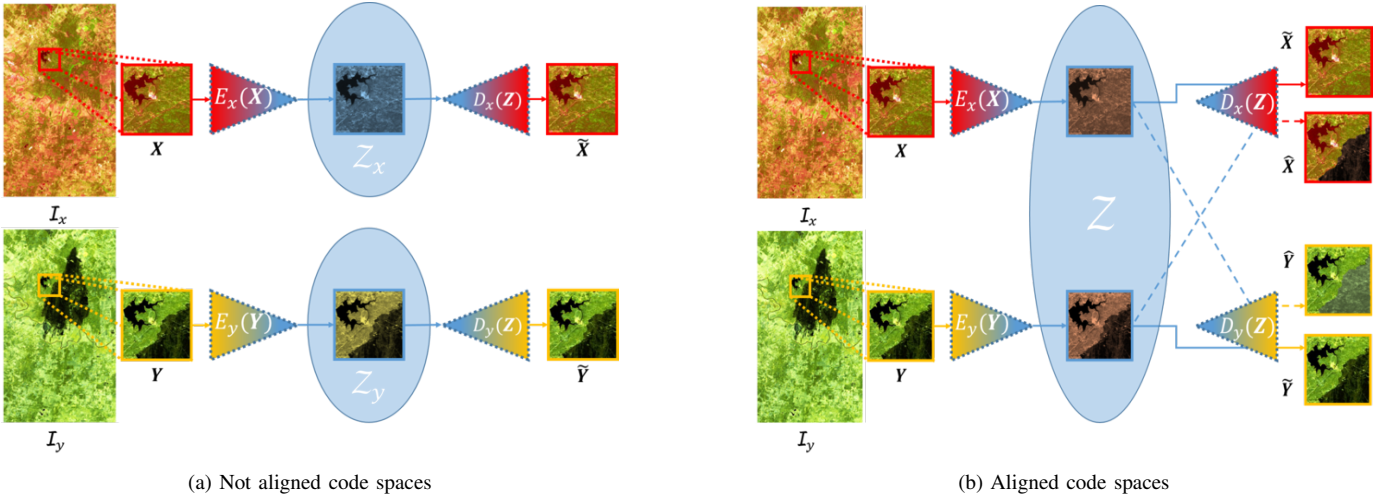 E_x(X)
D_x(Z)
X
Z_x
X̃
I_x
E_y(Y)
D_y(Z)
Y
Z_y
Ỹ
I_y
(a) Not aligned code spaces
X̃
E_x(X)
D_x(Z)
X
X̂
I_x
Z
Ŷ
E_y(Y)
D_y(Z)
Y
Ỹ
I_y
(b) Aligned code spaces